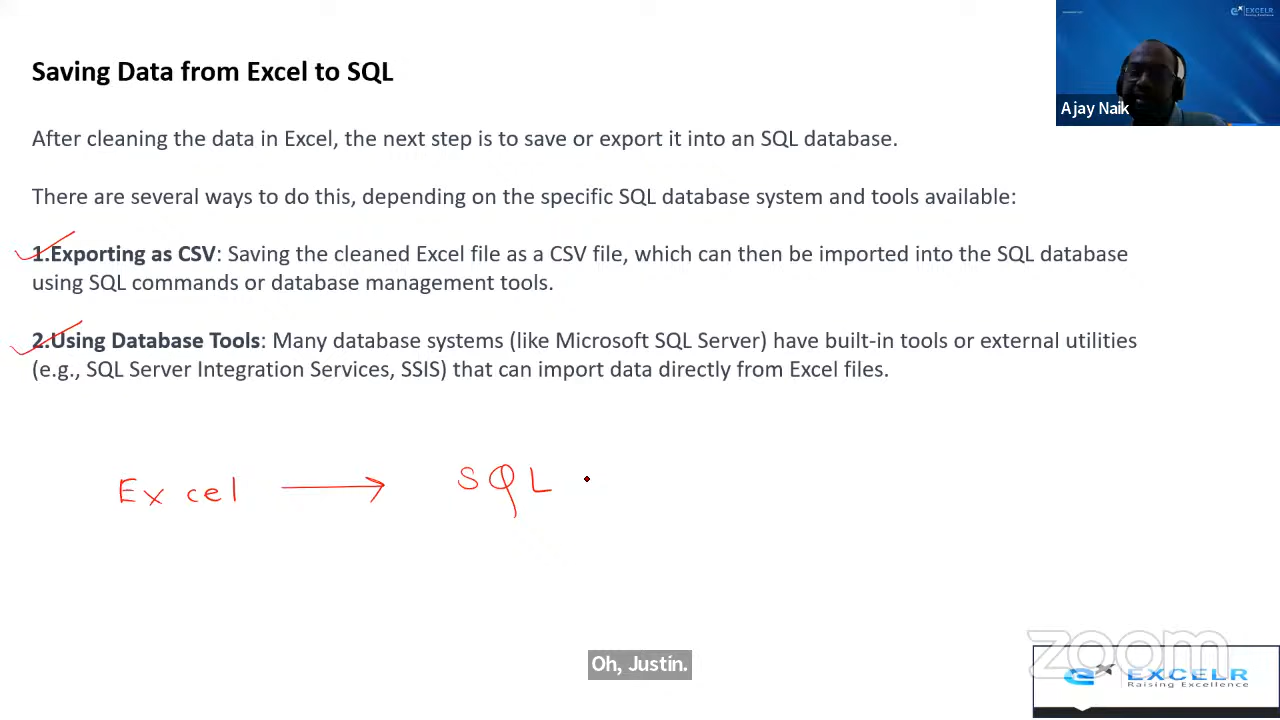 EXCELR
Raising Excellence
Ajay Naik
Saving Data from Excel to SQL
After cleaning the data in Excel, the next step is to save or export it into an SQL database.
There are several ways to do this, depending on the specific SQL database system and tools available:
1.Exporting as CSV: Saving the cleaned Excel file as a CSV file, which can then be imported into the SQL database
using SQL commands or database management tools.
2.Using Database Tools: Many database systems (like Microsoft SQL Server) have built-in tools or external utilities
(e.g., SQL Server Integration Services, SSIS) that can import data directly from Excel files.
Excel → SQL
Oh, Justin.
zoom
EXCELR
Raising Excellence